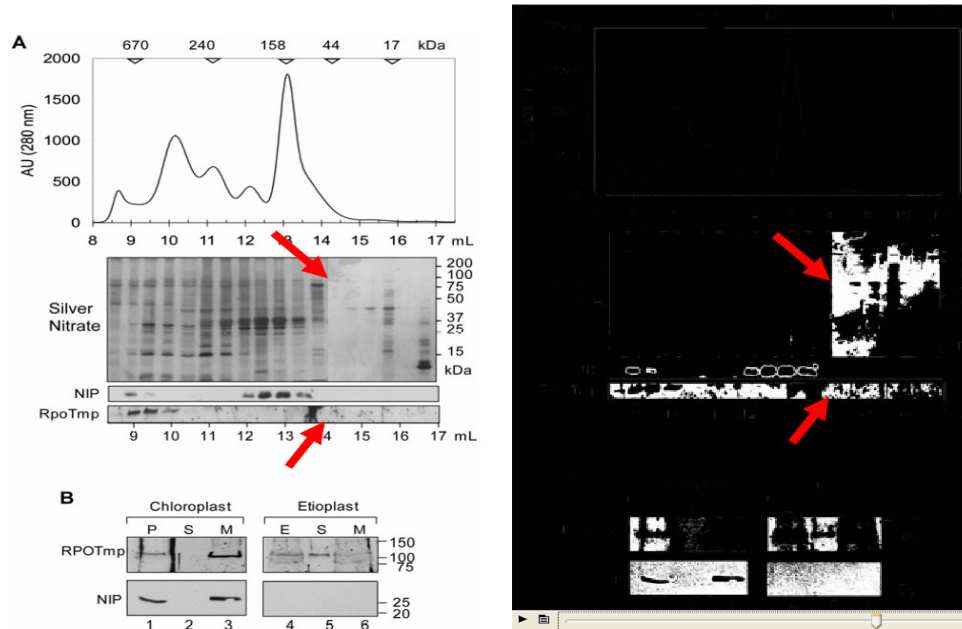 A
670 240 158 44 17 kDa
2000
1500
1000
500
0
AU (280 nm)
8 9 10 11 12 13 14 15 16 17 mL
Silver
Nitrate
200
100
75
50
37
25
15
kDa
NIP
RpoTmp
9 10 11 12 13 14 15 16 17 mL
B
Chloroplast Etioplast
P S M E S M
RPOTmp
150
100
75
NIP
25
20
1 2 3 4 5 6